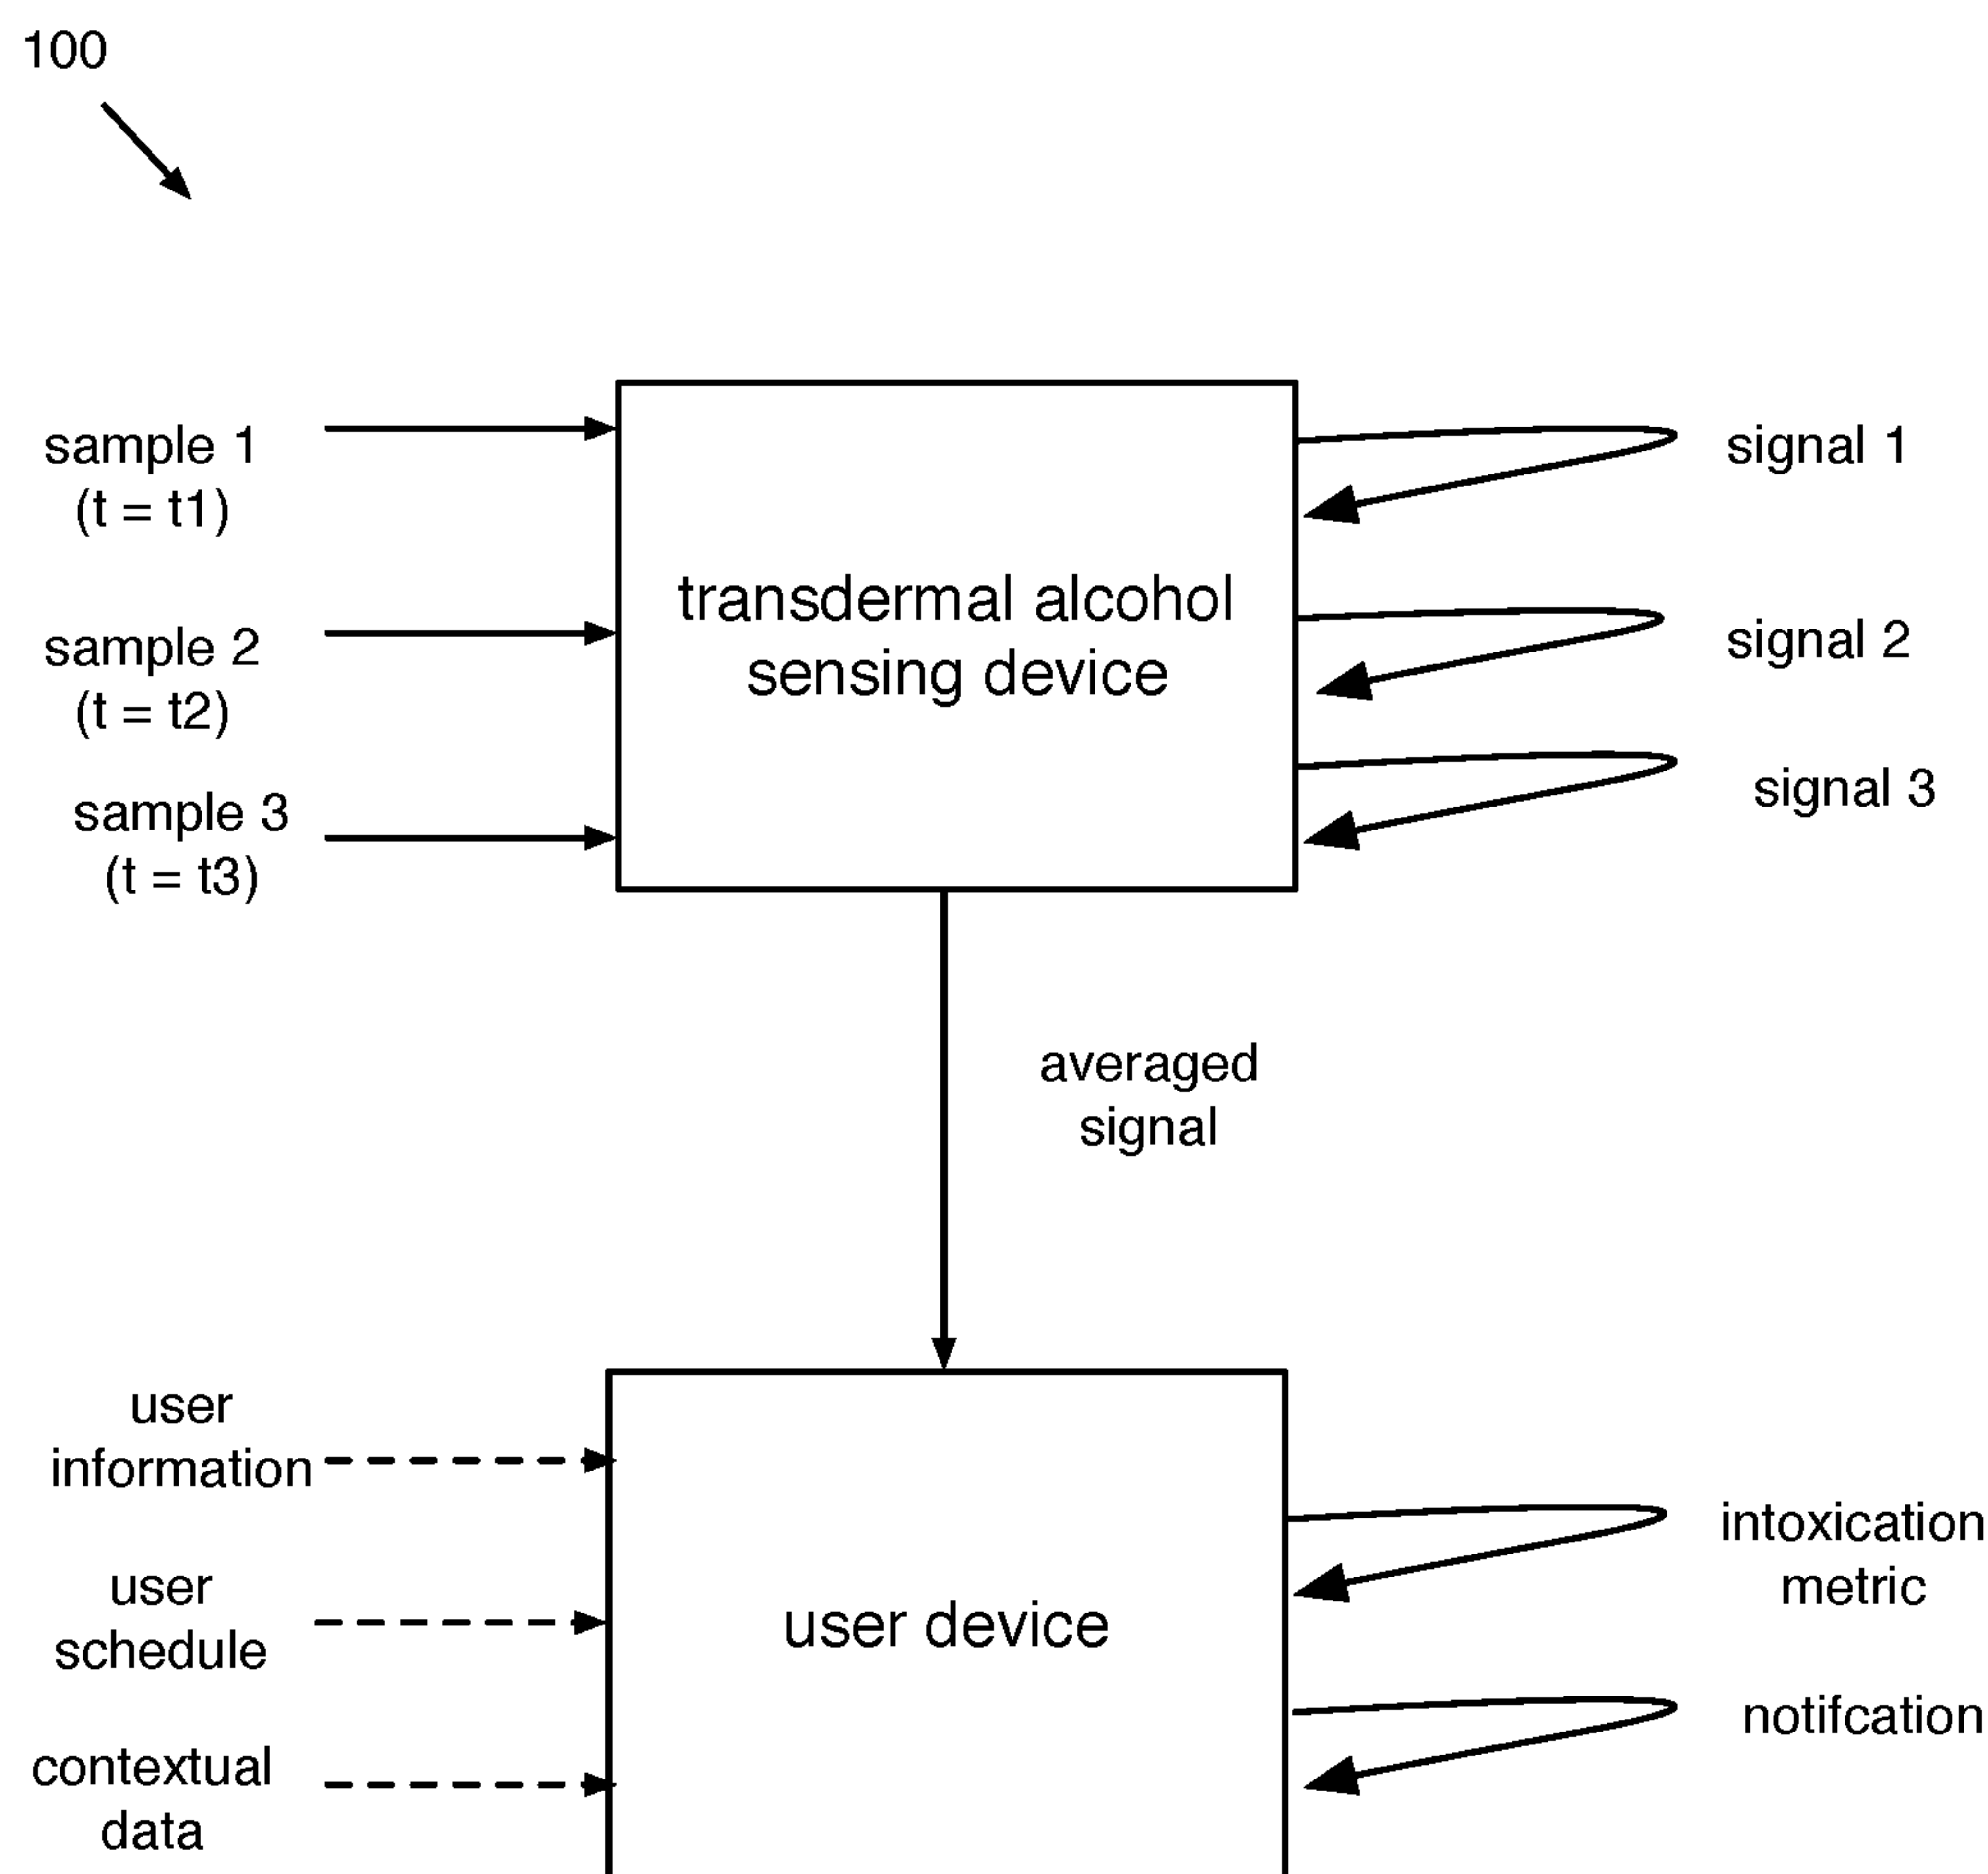 100
sample 1
(t = t1)
sample 2
(t = t2)
sample 3
(t = t3)
transdermal alcohol
sensing device
signal 1
signal 2
signal 3
averaged
signal
user
information
user
schedule
contextual
data
user device
intoxication
metric
notifcation